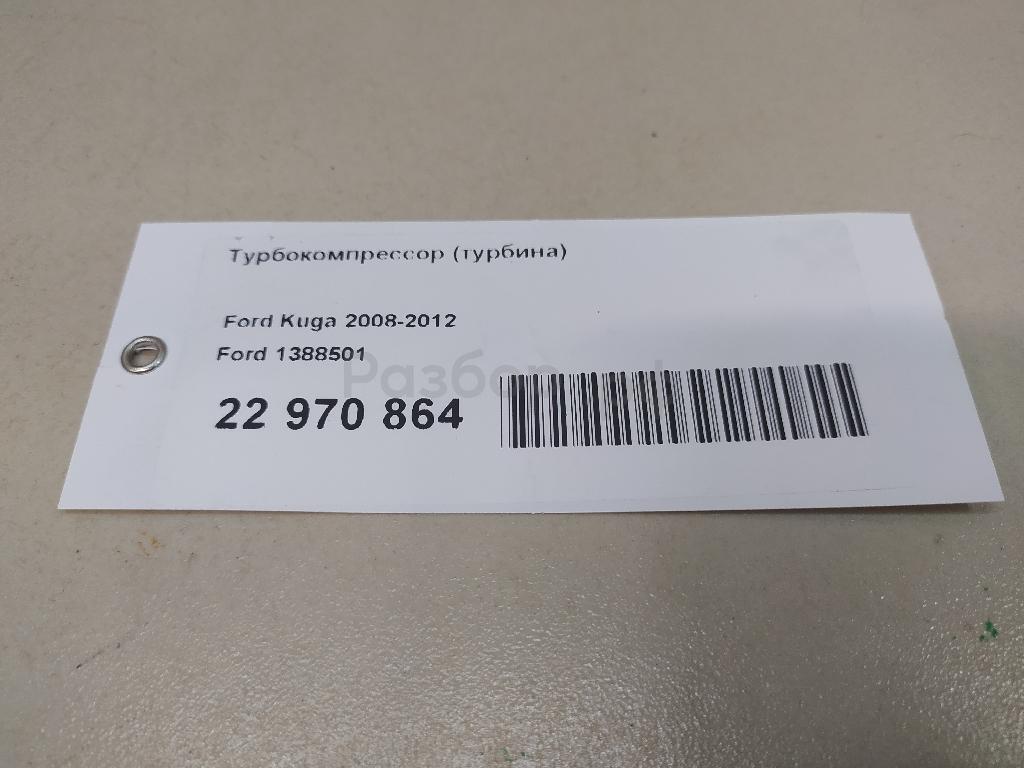 Турбокомпрессор (турбина)
Ford Kuga 2008-2012
Ford 1388501
22 970 864